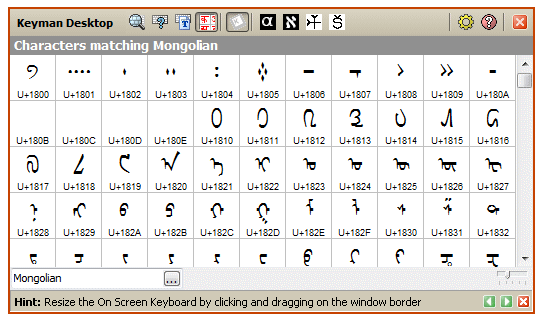 Keyman Desktop
Characters matching Mongolian
᠀ ᠁ ᠂ ᠃ ᠄ ᠅ ᠆ ᠇ ᠈ ᠉ ᠊
U+1800 U+1801 U+1802 U+1803 U+1804 U+1805 U+1806 U+1807 U+1808 U+1809 U+180A
᠐ ᠑ ᠒ ᠓ ᠔ ᠕ ᠖
U+180B U+180C U+180D U+180E U+1810 U+1811 U+1812 U+1813 U+1814 U+1815 U+1816
᠗ ᠘ ᠙ ᠠ ᠡ ᠢ ᠣ ᠤ ᠥ ᠦ ᠧ
U+1817 U+1818 U+1819 U+1820 U+1821 U+1822 U+1823 U+1824 U+1825 U+1826 U+1827
ᠨ ᠩ ᠪ ᠫ ᠬ ᠭ ᠮ ᠯ ᠰ ᠱ ᠲ
U+1828 U+1829 U+182A U+182B U+182C U+182D U+182E U+182F U+1830 U+1831 U+1832
Mongolian ...
Hint: Resize the On Screen Keyboard by clicking and dragging on the window border